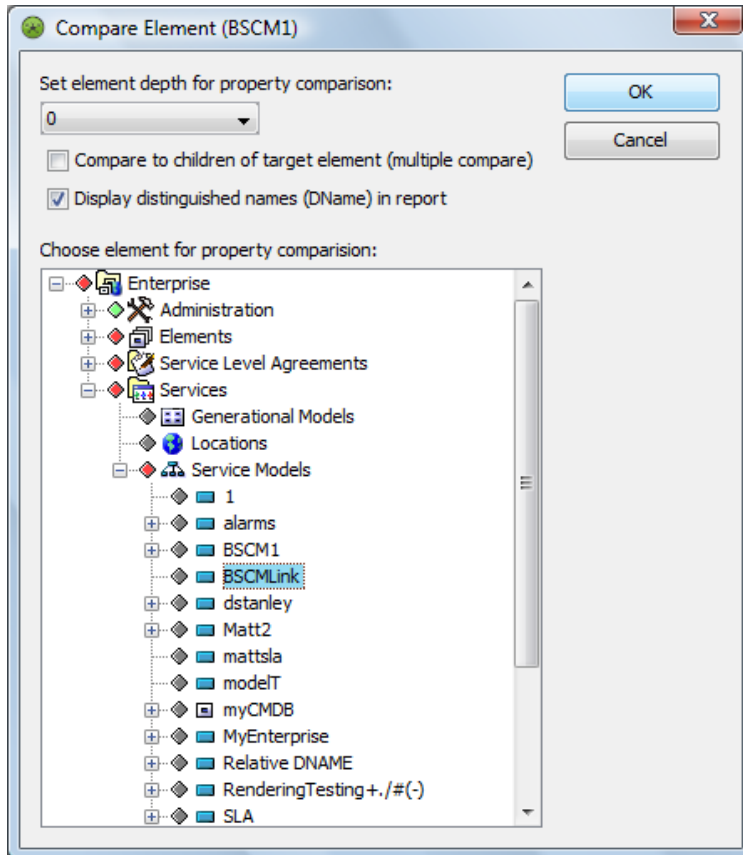 Compare Element (BSCM1)
Set element depth for property comparison:
0
OK
Cancel
Compare to children of target element (multiple compare)
Display distinguished names (DName) in report
Choose element for property comparision:
Enterprise
Administration
Elements
Service Level Agreements
Services
Generational Models
Locations
Service Models
1
alarms
BSCM1
BSCMLink
dstanley
Matt2
mattsla
modelT
myCMDB
MyEnterprise
Relative DNAME
RenderingTesting+./#(-)
SLA